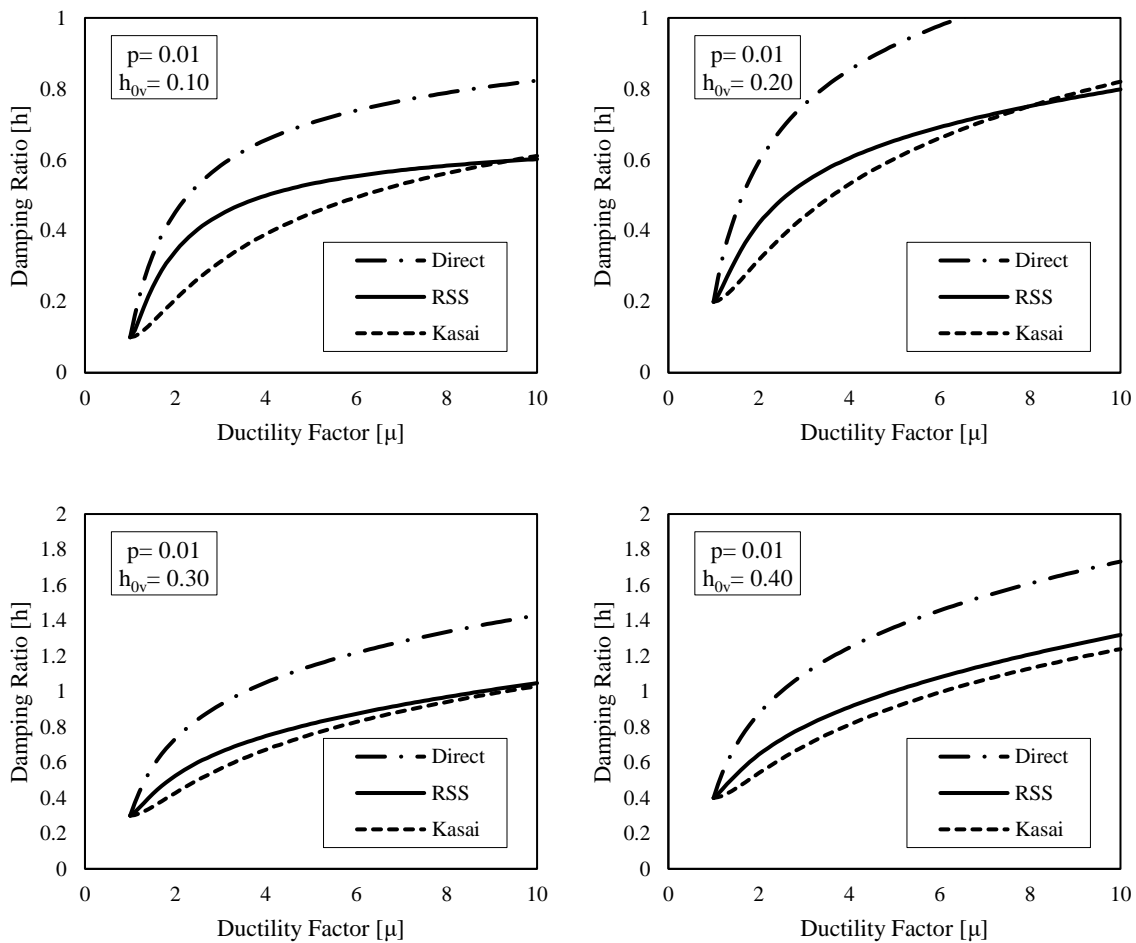 1
0.8
0.6
0.4
0.2
0
0 2 4 6 8 10
Damping Ratio [h]
Ductility Factor [μ]
p= 0.01
h0v= 0.10
Direct
RSS
Kasai
1
0.8
0.6
0.4
0.2
0
0 2 4 6 8 10
Damping Ratio [h]
Ductility Factor [μ]
p= 0.01
h0v= 0.20
Direct
RSS
Kasai
2
1.8
1.6
1.4
1.2
1
0.8
0.6
0.4
0.2
0
0 2 4 6 8 10
Damping Ratio [h]
Ductility Factor [μ]
p= 0.01
h0v= 0.30
Direct
RSS
Kasai
2
1.8
1.6
1.4
1.2
1
0.8
0.6
0.4
0.2
0
0 2 4 6 8 10
Damping Ratio [h]
Ductility Factor [μ]
p= 0.01
h0v= 0.40
Direct
RSS
Kasai